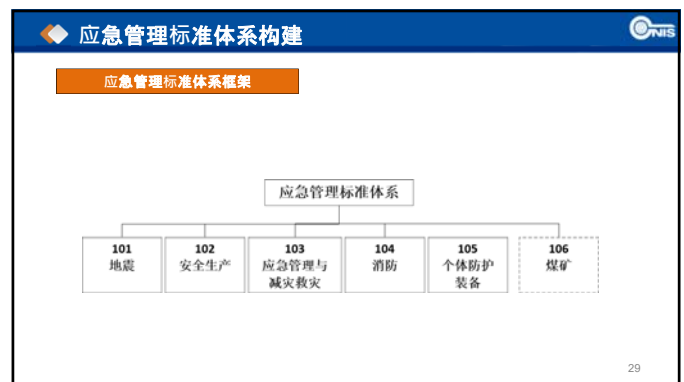 应急管理标准体系构建
CNIS
应急管理标准体系框架
应急管理标准体系
101
地震
102
安全生产
103
应急管理与
减灾救灾
104
消防
105
个体防护
装备
106
煤矿
29